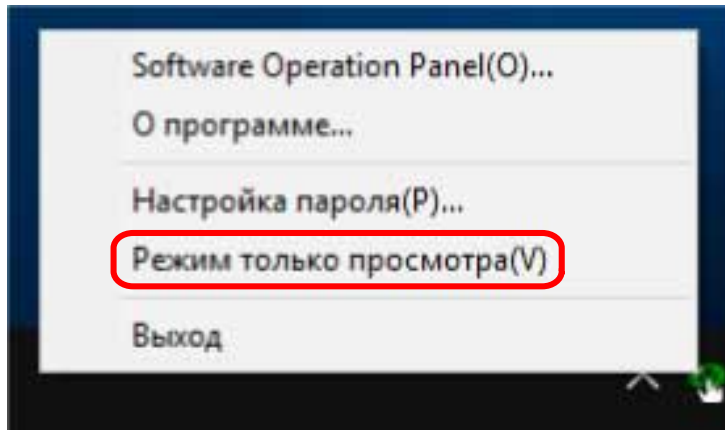 Software Operation Panel(O)...
О программе...
Настройка пароля(P)...
Режим только просмотра(V)
Выход